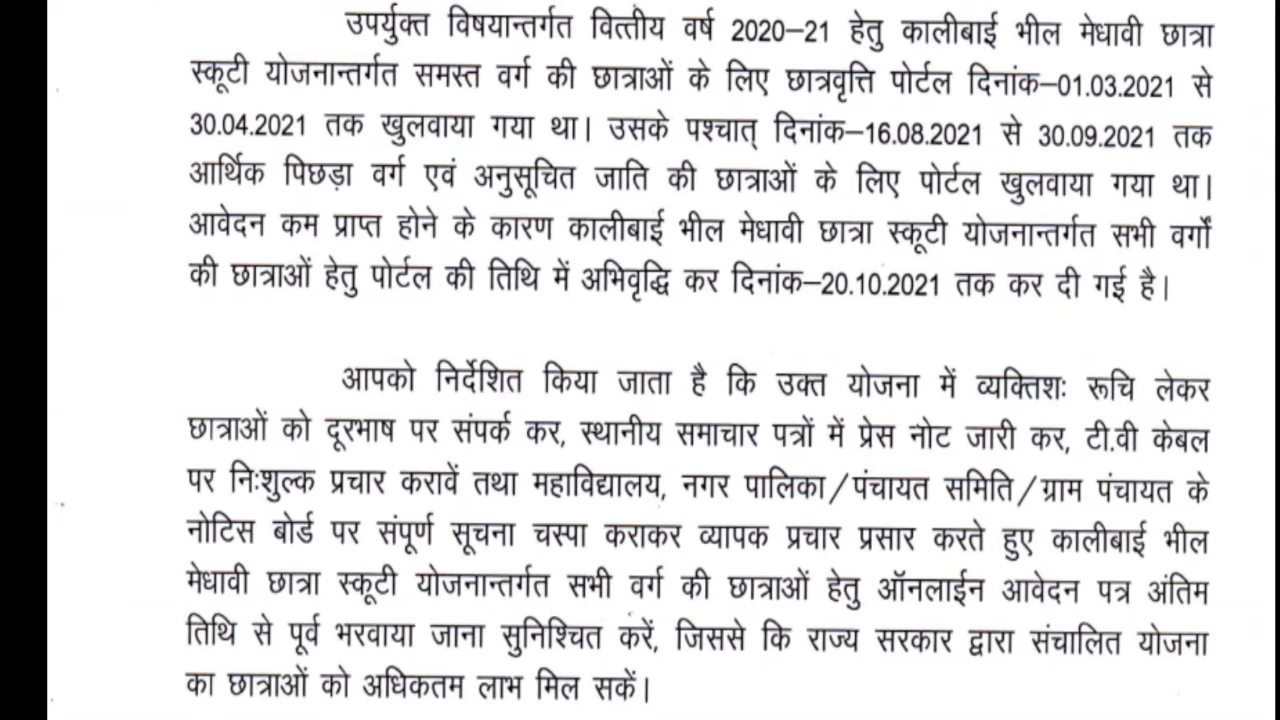 उपर्युक्त विषयान्तर्गत वित्तीय वर्ष 2020–21 हेतु कालीबाई भील मेधावी छात्रा
स्कूटी योजनान्तर्गत समस्त वर्ग की छात्राओं के लिए छात्रवृत्ति पोर्टल दिनांक–01.03.2021 से
30.04.2021 तक खुलवाया गया था। उसके पश्चात् दिनांक–16.08.2021 से 30.09.2021 तक
आर्थिक पिछड़ा वर्ग एवं अनुसूचित जाति की छात्राओं के लिए पोर्टल खुलवाया गया था।
आवेदन कम प्राप्त होने के कारण कालीबाई भील मेधावी छात्रा स्कूटी योजनान्तर्गत सभी वर्गों
की छात्राओं हेतु पोर्टल की तिथि में अभिवृद्धि कर दिनांक–20.10.2021 तक कर दी गई है।
आपको निर्देशित किया जाता है कि उक्त योजना में व्यक्तिशः रूचि लेकर
छात्राओं को दूरभाष पर संपर्क कर, स्थानीय समाचार पत्रों में प्रेस नोट जारी कर, टी.वी केबल
पर निःशुल्क प्रचार करावें तथा महाविद्यालय, नगर पालिका/पंचायत समिति/ग्राम पंचायत के
नोटिस बोर्ड पर संपूर्ण सूचना चस्पा कराकर व्यापक प्रचार प्रसार करते हुए कालीबाई भील
मेधावी छात्रा स्कूटी योजनान्तर्गत सभी वर्ग की छात्राओं हेतु ऑनलाईन आवेदन पत्र अंतिम
तिथि से पूर्व भरवाया जाना सुनिश्चित करें, जिससे कि राज्य सरकार द्वारा संचालित योजना
का छात्राओं को अधिकतम लाभ मिल सकें।